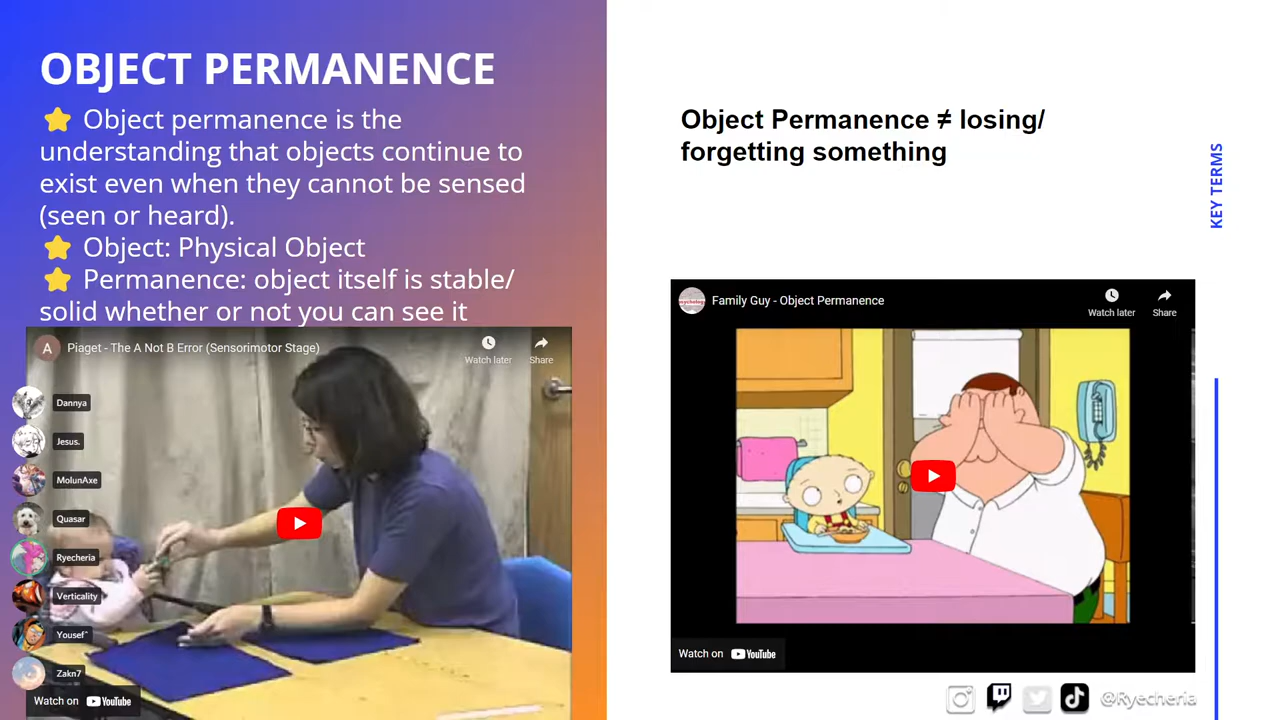 OBJECT PERMANENCE
⭐ Object permanence is the
understanding that objects continue to
exist even when they cannot be sensed
(seen or heard).
⭐ Object: Physical Object
⭐ Permanence: object itself is stable/
solid whether or not you can see it
A
Piaget - The A Not B Error (Sensorimotor Stage)
Watch later
Share
Dannya
Jesus.
MolunAxe
Quasar
Ryecheria
Verticality
Yousef^
Zakn7
Watch on YouTube
Object Permanence ≠ losing/
forgetting something
KEY TERMS
Family Guy - Object Permanence
Watch later
Share
Watch on YouTube
@Ryecheria